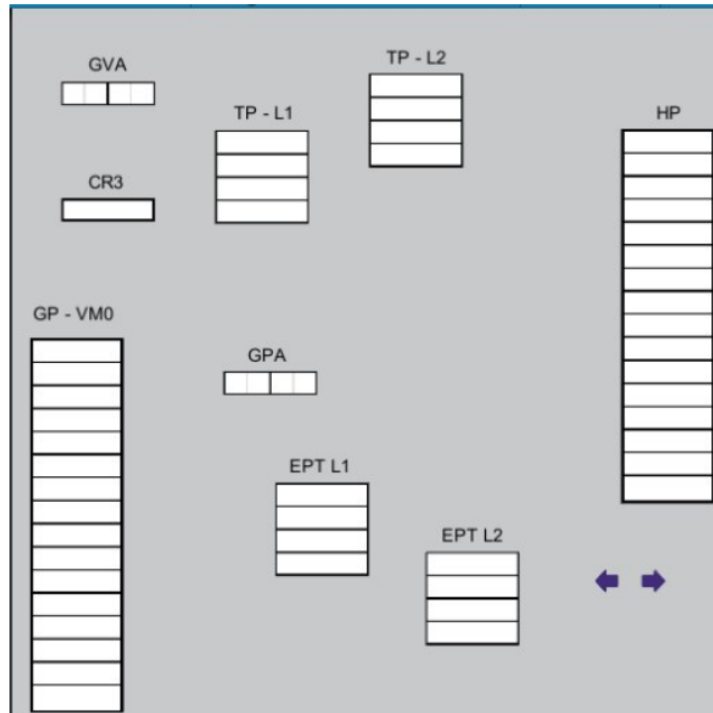 TP - L2
GVA
TP - L1
HP
CR3
GP - VM0
GPA
EPT L1
EPT L2